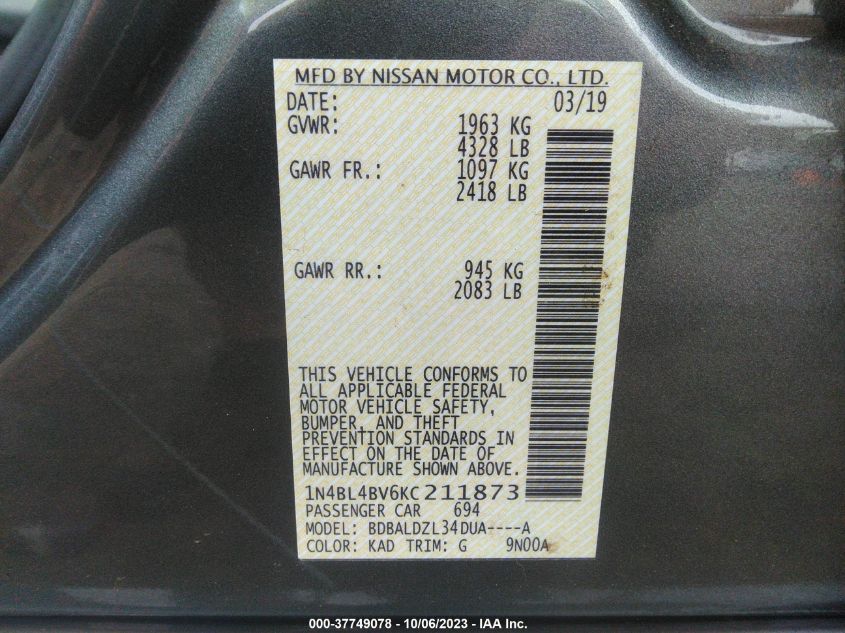 MFD BY NISSAN MOTOR CO., LTD.
DATE: 03/19
GVWR: 1963 KG
4328 LB
GAWR FR.: 1097 KG
2418 LB
GAWR RR.: 945 KG
2083 LB
THIS VEHICLE CONFORMS TO
ALL APPLICABLE FEDERAL
MOTOR VEHICLE SAFETY,
BUMPER, AND THEFT
PREVENTION STANDARDS IN
EFFECT ON THE DATE OF
MANUFACTURE SHOWN ABOVE.
1N4BL4BV6KC211873
PASSENGER CAR 694
MODEL: BDBALDZL34DUA----A
COLOR: KAD TRIM: G 9N00A
000-37749078 - 10/06/2023 - IAA Inc.